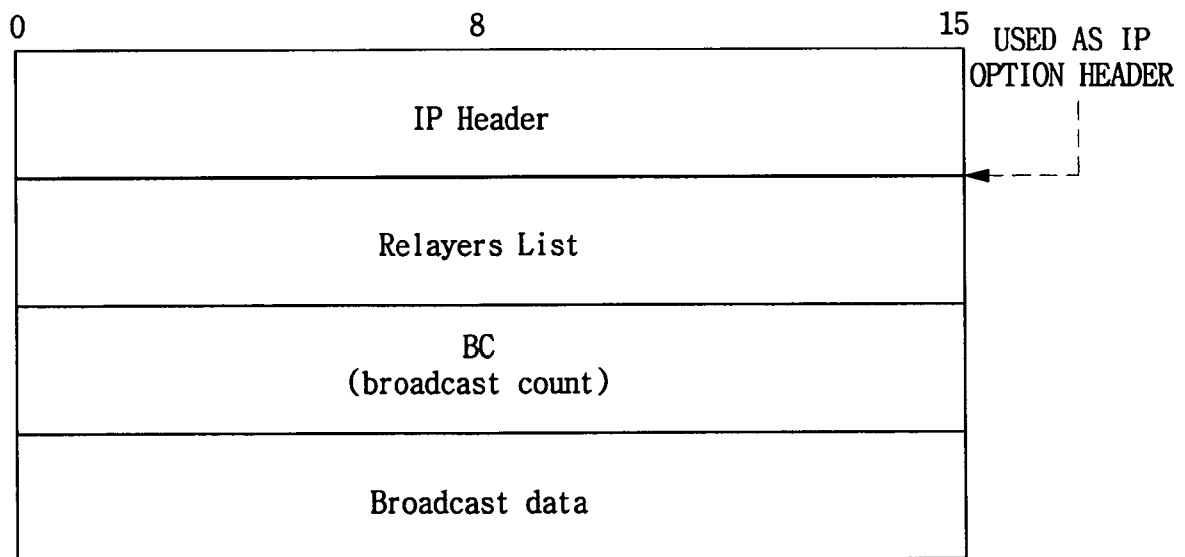 0 8 15
USED AS IP
OPTION HEADER
IP Header
Relayers List
BC
(broadcast count)
Broadcast data